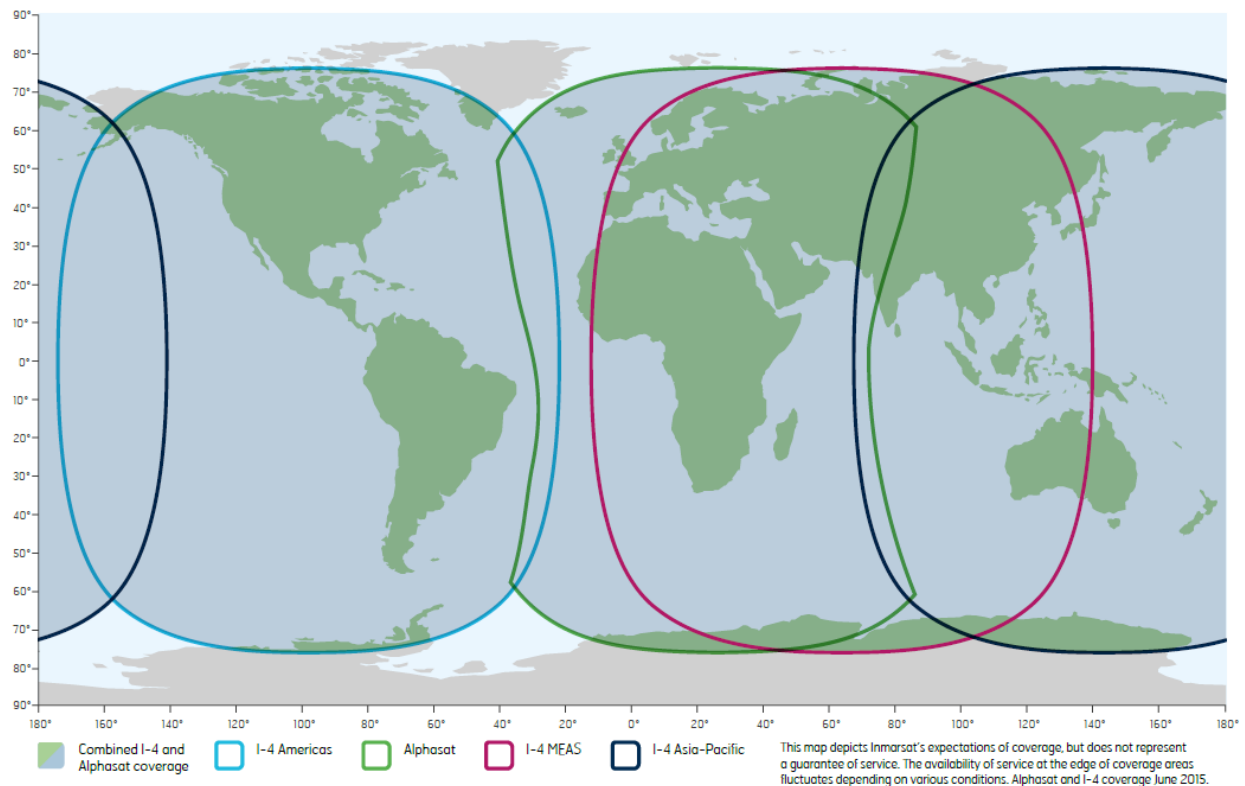 90°
80°
70°
60°
50°
40°
30°
20°
10°
0°
10°
20°
30°
40°
50°
60°
70°
80°
90°
180° 160° 140° 120° 100° 80° 60° 40° 20° 0° 20° 40° 60° 80° 100° 120° 140° 160° 180°
Combined I-4 and
Alphasat coverage
I-4 Americas
Alphasat
I-4 MEAS
I-4 Asia-Pacific
This map depicts Inmarsat's expectations of coverage, but does not represent
a guarantee of service. The availability of service at the edge of coverage areas
fluctuates depending on various conditions. Alphasat and I-4 coverage June 2015.